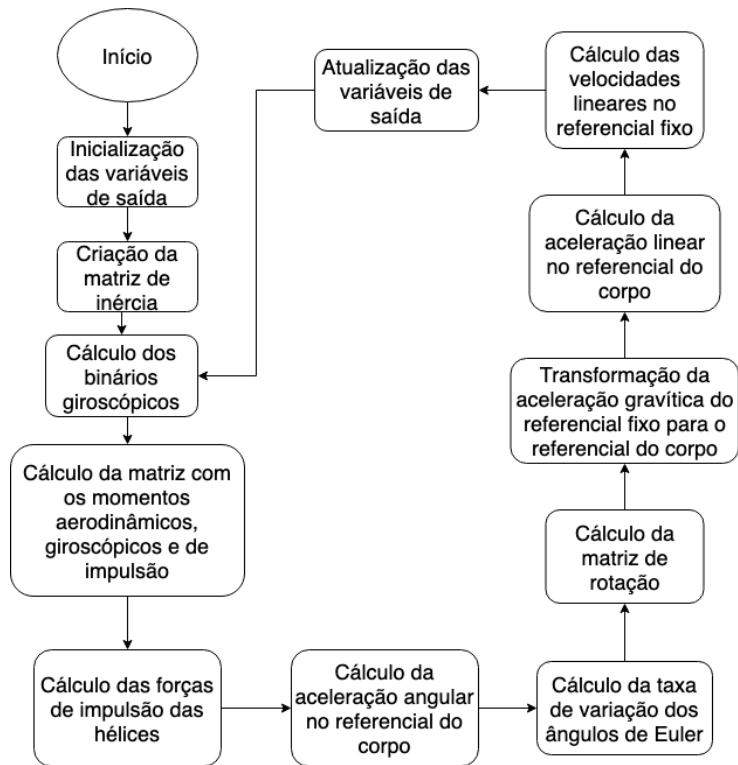 Início
Inicialização
das variáveis
de saída
Criação da
matriz de
inércia
Cálculo dos
binários
giroscópicos
Cálculo da matriz com
os momentos
aerodinâmicos,
giroscópicos e de
impulsão
Cálculo das forças
de impulsão das
hélices
Cálculo da
aceleração angular
no referencial do
corpo
Cálculo da taxa
de variação dos
ângulos de Euler
Cálculo da
matriz de
rotação
Transformação da
aceleração gravítica do
referencial fixo para o
referencial do corpo
Cálculo da
aceleração linear
no referencial do
corpo
Cálculo das
velocidades
lineares no
referencial fixo
Atualização das
variáveis de
saída